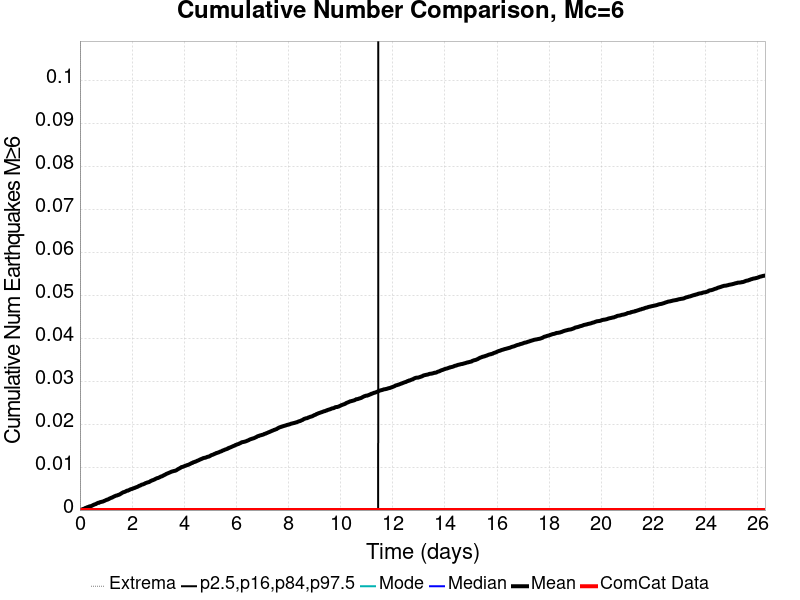 Cumulative Number Comparison, Mc=6
Cumulative Num Earthquakes M≥6
0.1
0.09
0.08
0.07
0.06
0.05
0.04
0.03
0.02
0.01
0
0 2 4 6 8 10 12 14 16 18 20 22 24 26
Time (days)
Extrema p2.5,p16,p84,p97.5 Mode Median Mean ComCat Data